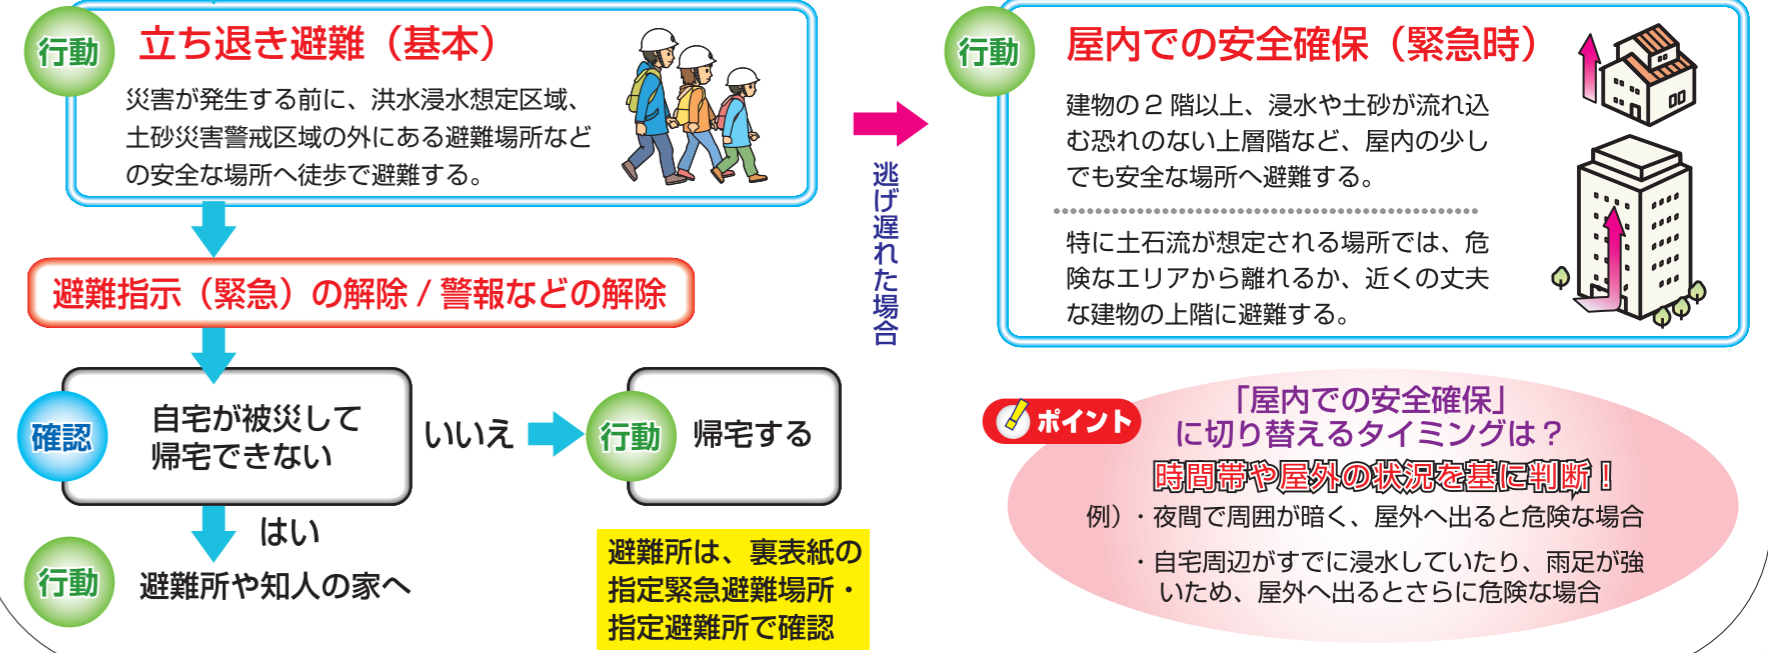 行動
立ち退き避難（基本）
災害が発生する前に、洪水浸水想定区域、
土砂災害警戒区域の外にある避難場所など
の安全な場所へ徒歩で避難する。
逃げ遅れた場合
行動
屋内での安全確保（緊急時）
建物の２階以上、浸水や土砂が流れ込
む恐れのない上層階など、屋内の少し
でも安全な場所へ避難する。
特に土石流が想定される場所では、危
険なエリアから離れるか、近くの丈夫
な建物の上階に避難する。
避難指示（緊急）の解除 / 警報などの解除
確認
自宅が被災して
帰宅できない
いいえ
行動
帰宅する
はい
行動
避難所や知人の家へ
避難所は、裏表紙の
指定緊急避難場所・
指定避難所で確認
ポイント
「屋内での安全確保」
に切り替えるタイミングは？
時間帯や屋外の状況を基に判断！
例）・夜間で周囲が暗く、屋外へ出ると危険な場合
・自宅周辺がすでに浸水していたり、雨足が強
いため、屋外へ出るとさらに危険な場合